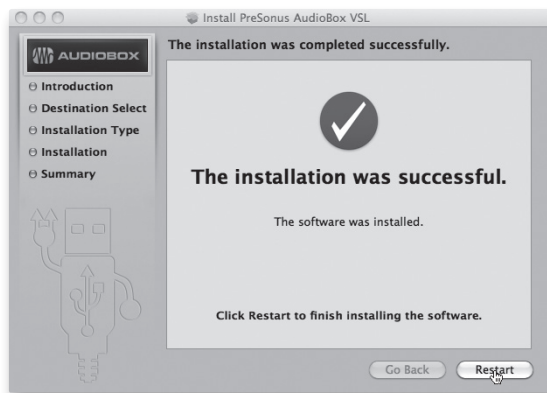 Install PreSonus AudioBox VSL
The installation was completed successfully.
AUDIOBOX
Introduction
Destination Select
Installation Type
Installation
Summary
The installation was successful.
The software was installed.
Click Restart to finish installing the software.
Go Back
Restart